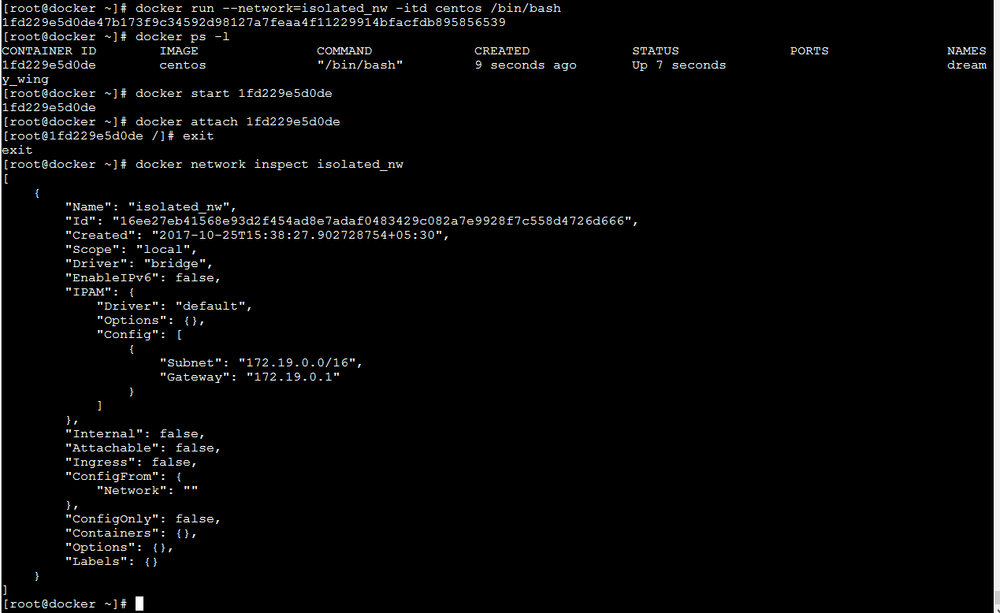 [root@docker ~]# docker run --network=isolated_nw -itd centos /bin/bash
1fd229e5d0de47b173f9c34592d98127a7feaa4f11229914bfacfdb895856539
[root@docker ~]# docker ps -l
CONTAINER ID        IMAGE               COMMAND             CREATED             STATUS              PORTS               NAMES
1fd229e5d0de        centos              "/bin/bash"         9 seconds ago       Up 7 seconds                            dream
y_wing
[root@docker ~]# docker start 1fd229e5d0de
1fd229e5d0de
[root@docker ~]# docker attach 1fd229e5d0de
[root@1fd229e5d0de /]# exit
exit
[root@docker ~]# docker network inspect isolated_nw
[
    {
        "Name": "isolated_nw",
        "Id": "16ee27eb41568e93d2f454ad8e7adaf0483429c082a7e9928f7c558d4726d666",
        "Created": "2017-10-25T15:38:27.902728754+05:30",
        "Scope": "local",
        "Driver": "bridge",
        "EnableIPv6": false,
        "IPAM": {
            "Driver": "default",
            "Options": {},
            "Config": [
                {
                    "Subnet": "172.19.0.0/16",
                    "Gateway": "172.19.0.1"
                }
            ]
        },
        "Internal": false,
        "Attachable": false,
        "Ingress": false,
        "ConfigFrom": {
            "Network": ""
        },
        "ConfigOnly": false,
        "Containers": {},
        "Options": {},
        "Labels": {}
    }
]
[root@docker ~]#